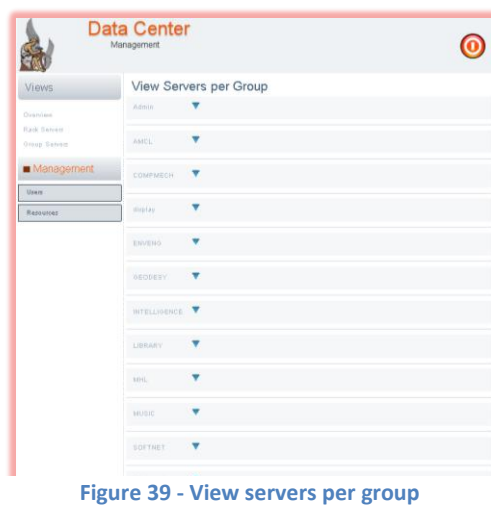 Data Center
Management
Views
Overview
Rack Servers
Group Servers
Management
Users
Resources
View Servers per Group
Admin
AMCL
COMPMECH
display
ENVENG
GEODESY
INTELLIGENCE
LIBRARY
MHL
MUSIC
SOFTNET
Figure 39 - View servers per group